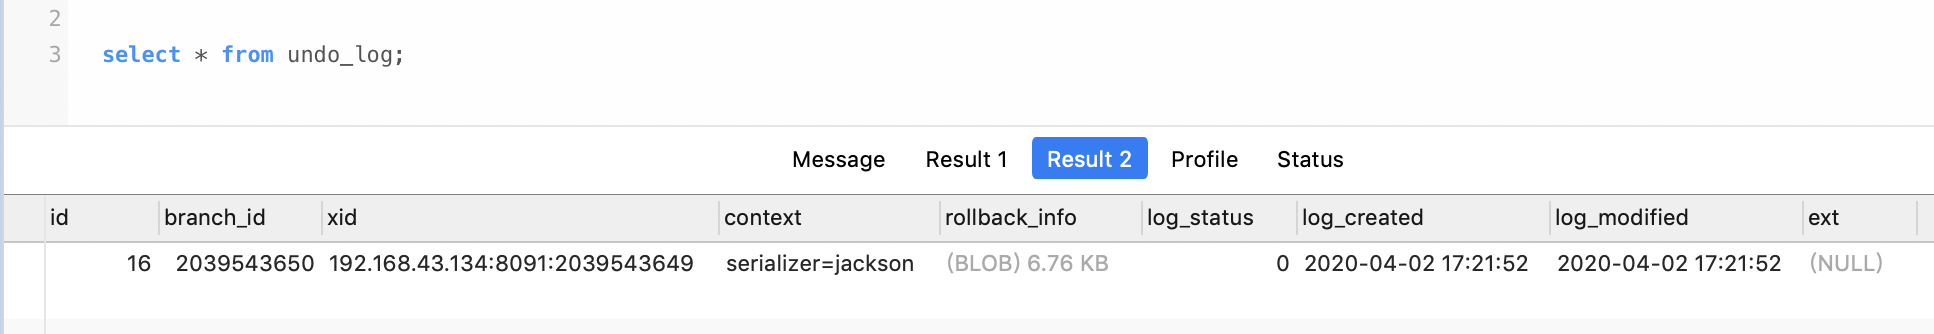 2
3 select * from undo_log;
Message Result 1 Result 2 Profile Status
id branch_id xid context rollback_info log_status log_created log_modified ext
16 2039543650 192.168.43.134:8091:2039543649 serializer=jackson (BLOB) 6.76 KB 0 2020-04-02 17:21:52 2020-04-02 17:21:52 (NULL)